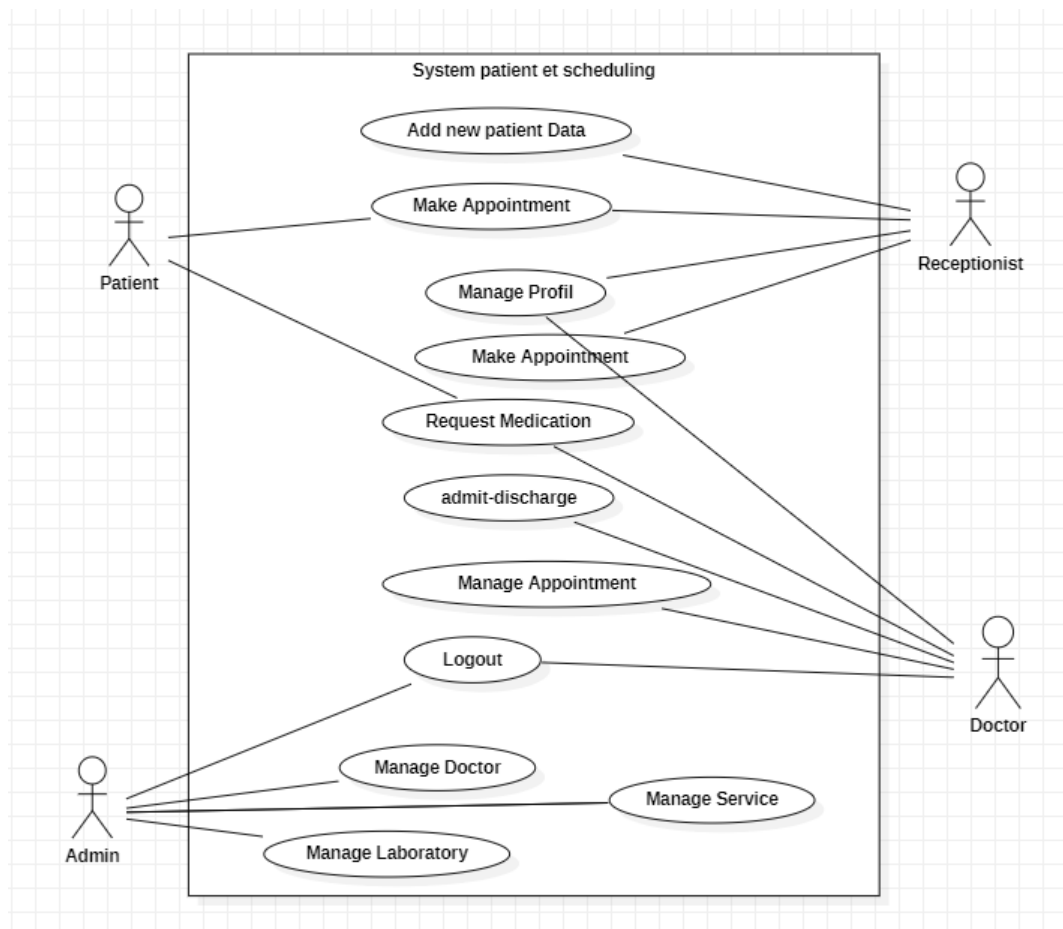 System patient et scheduling
Add new patient Data
Make Appointment
Patient
Receptionist
Manage Profil
Make Appointment
Request Medication
admit-discharge
Manage Appointment
Logout
Doctor
Manage Doctor
Manage Service
Admin
Manage Laboratory